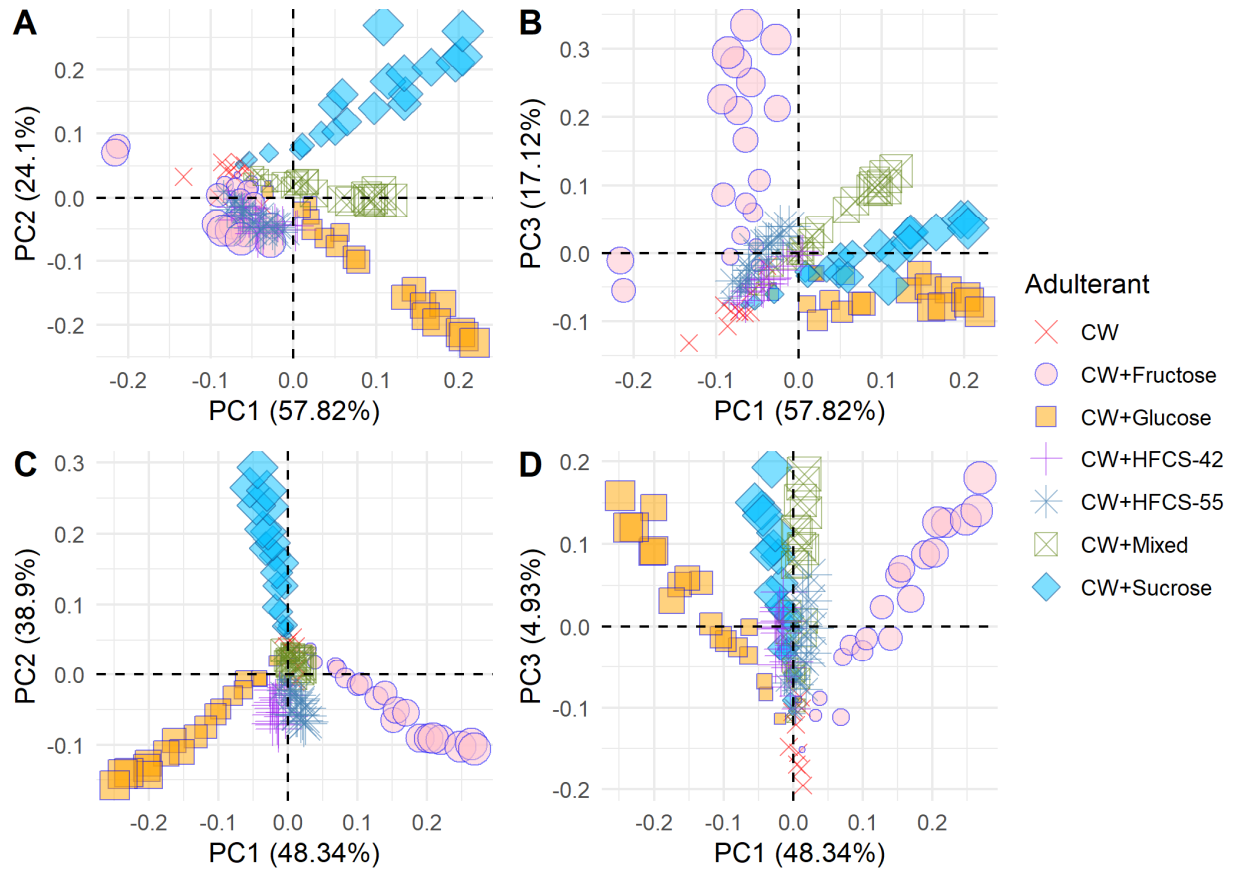 A
PC2 (24.1%)
0.2
0.1
0.0
-0.1
-0.2
-0.2
-0.1
0.0
0.1
0.2
PC1 (57.82%)
B
PC3 (17.12%)
0.3
0.2
0.1
0.0
-0.1
-0.2
-0.1
0.0
0.1
0.2
PC1 (57.82%)
C
PC2 (38.9%)
0.3
0.2
0.1
0.0
-0.1
-0.2
-0.1
0.0
0.1
0.2
PC1 (48.34%)
D
PC3 (4.93%)
0.2
0.1
0.0
-0.1
-0.2
-0.2
-0.1
0.0
0.1
0.2
PC1 (48.34%)
Adulterant
CW
CW+Fructose
CW+Glucose
CW+HFCS-42
CW+HFCS-55
CW+Mixed
CW+Sucrose